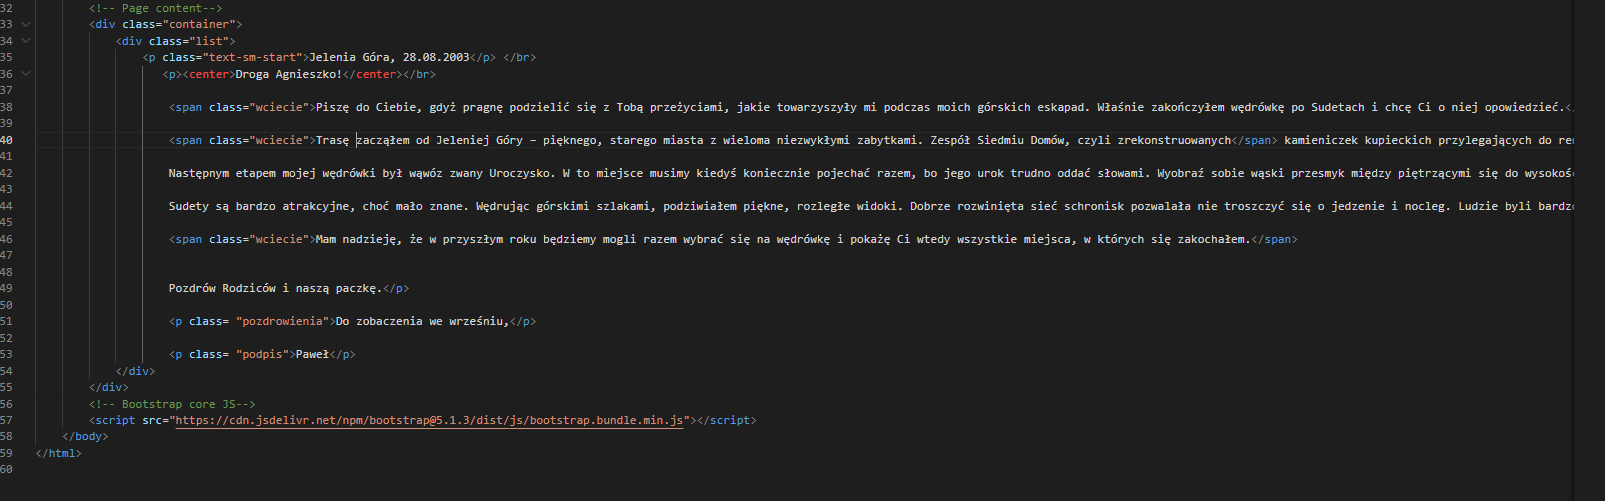 32 <!-- Page content-->
33 <div class="container">
34 <div class="list">
35 <p class="text-sm-start">Jelenia Góra, 28.08.2003</p> </br>
36 <p><center>Droga Agnieszko!</center></br>
37
38 <span class="wciecie">Piszę do Ciebie, gdyż pragnę podzielić się z Tobą przeżyciami, jakie towarzyszyły mi podczas moich górskich eskapad. Właśnie zakończyłem wędrówkę po Sudetach i chcę Ci o niej opowiedzieć.</
39
40 <span class="wciecie">Trasę zacząłem od Jeleniej Góry – pięknego, starego miasta z wieloma niezwykłymi zabytkami. Zespół Siedmiu Domów, czyli zrekonstruowanych</span> kamieniczek kupieckich przylegających do re
41
42 Następnym etapem mojej wędrówki był wąwóz zwany Uroczysko. W to miejsce musimy kiedyś koniecznie pojechać razem, bo jego urok trudno oddać słowami. Wyobraź sobie wąski przesmyk między piętrzącymi się do wysokoś
43
44 Sudety są bardzo atrakcyjne, choć mało znane. Wędrując górskimi szlakami, podziwiałem piękne, rozległe widoki. Dobrze rozwinięta sieć schronisk pozwalała nie troszczyć się o jedzenie i nocleg. Ludzie byli bardz
45
46 <span class="wciecie">Mam nadzieję, że w przyszłym roku będziemy mogli razem wybrać się na wędrówkę i pokażę Ci wtedy wszystkie miejsca, w których się zakochałem.</span>
47
48
49 Pozdrów Rodziców i naszą paczkę.</p>
50
51 <p class= "pozdrowienia">Do zobaczenia we wrześniu,</p>
52
53 <p class= "podpis">Paweł</p>
54 </div>
55 </div>
56 <!-- Bootstrap core JS-->
57 <script src="https://cdn.jsdelivr.net/npm/bootstrap@5.1.3/dist/js/bootstrap.bundle.min.js"></script>
58 </body>
59 </html>
60